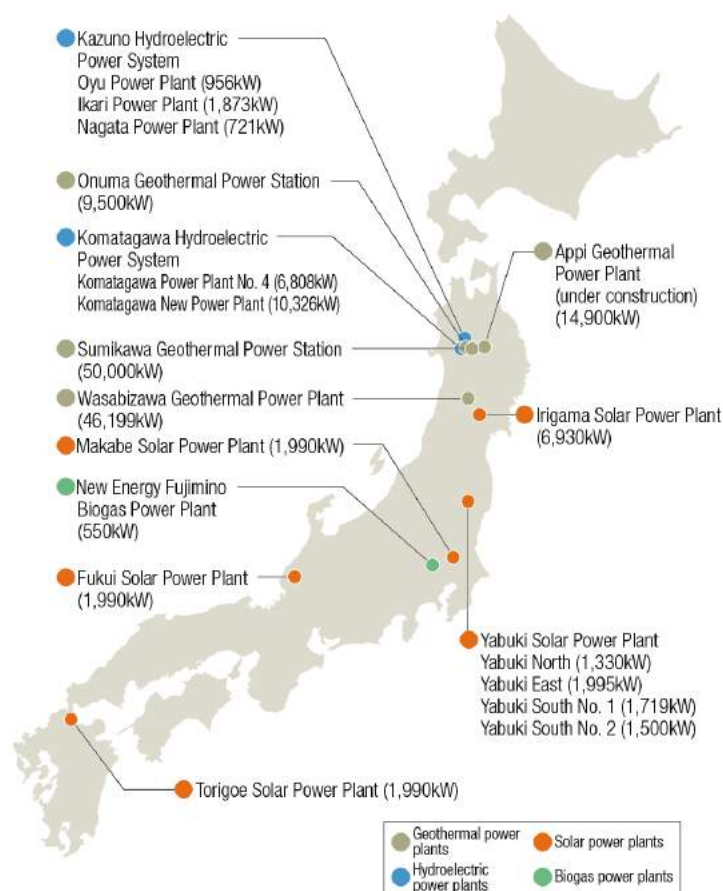 Kazuno Hydroelectric
Power System
Oyu Power Plant (956kW)
Ikari Power Plant (1,873kW)
Nagata Power Plant (721kW)
Onuma Geothermal Power Station
(9,500kW)
Komatagawa Hydroelectric
Power System
Komatagawa Power Plant No. 4 (6,808kW)
Komatagawa New Power Plant (10,326kW)
Appi Geothermal
Power Plant
(under construction)
(14,900kW)
Sumikawa Geothermal Power Station
(50,000kW)
Wasabizawa Geothermal Power Plant
(46,199kW)
Irigama Solar Power Plant
(6,930kW)
Makabe Solar Power Plant (1,990kW)
New Energy Fujimino
Biogas Power Plant
(550kW)
Fukui Solar Power Plant
(1,990kW)
Yabuki Solar Power Plant
Yabuki North (1,330kW)
Yabuki East (1,995kW)
Yabuki South No. 1 (1,719kW)
Yabuki South No. 2 (1,500kW)
Torigoe Solar Power Plant (1,990kW)
Geothermal power
plants
Solar power plants
Hydroelectric
power plants
Biogas power plants